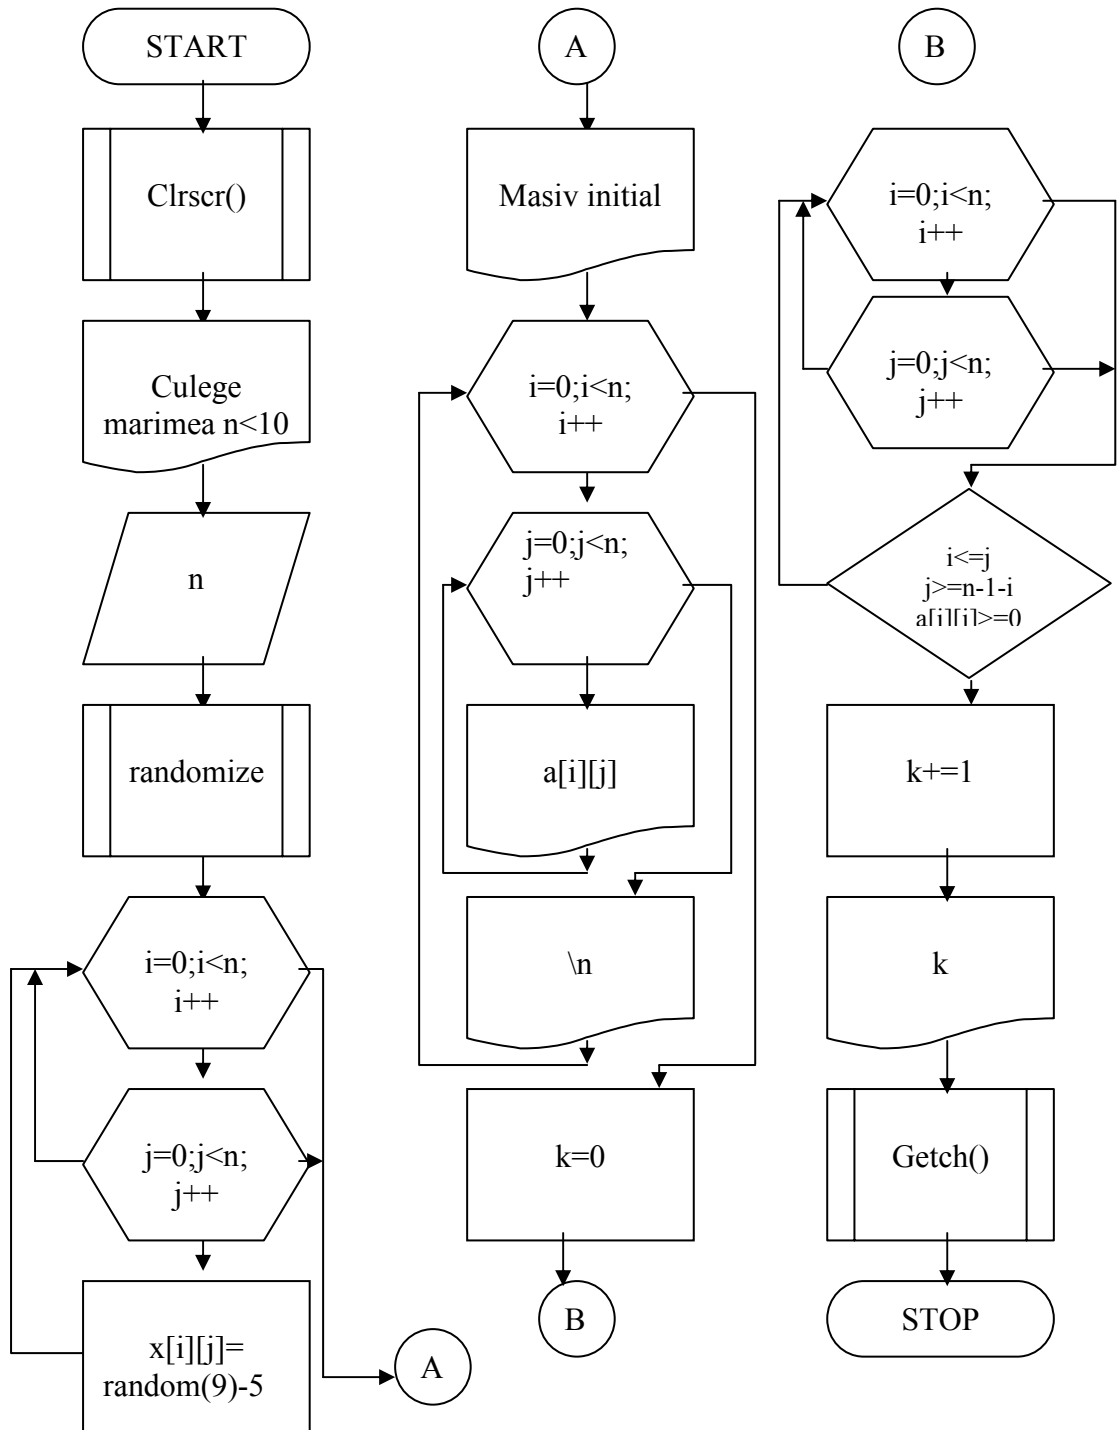 START
Clrscr()
Culege
marimea n<10
n
randomize
i=0;i<n;
i++
j=0;j<n;
j++
x[i][j]=
random(9)-5
A
A
Masiv initial
i=0;i<n;
i++
j=0;j<n;
j++
a[i][j]
\n
k=0
B
B
i=0;i<n;
i++
j=0;j<n;
j++
i<=j
j>=n-1-i
a[i][j]>=0
k+=1
k
Getch()
STOP